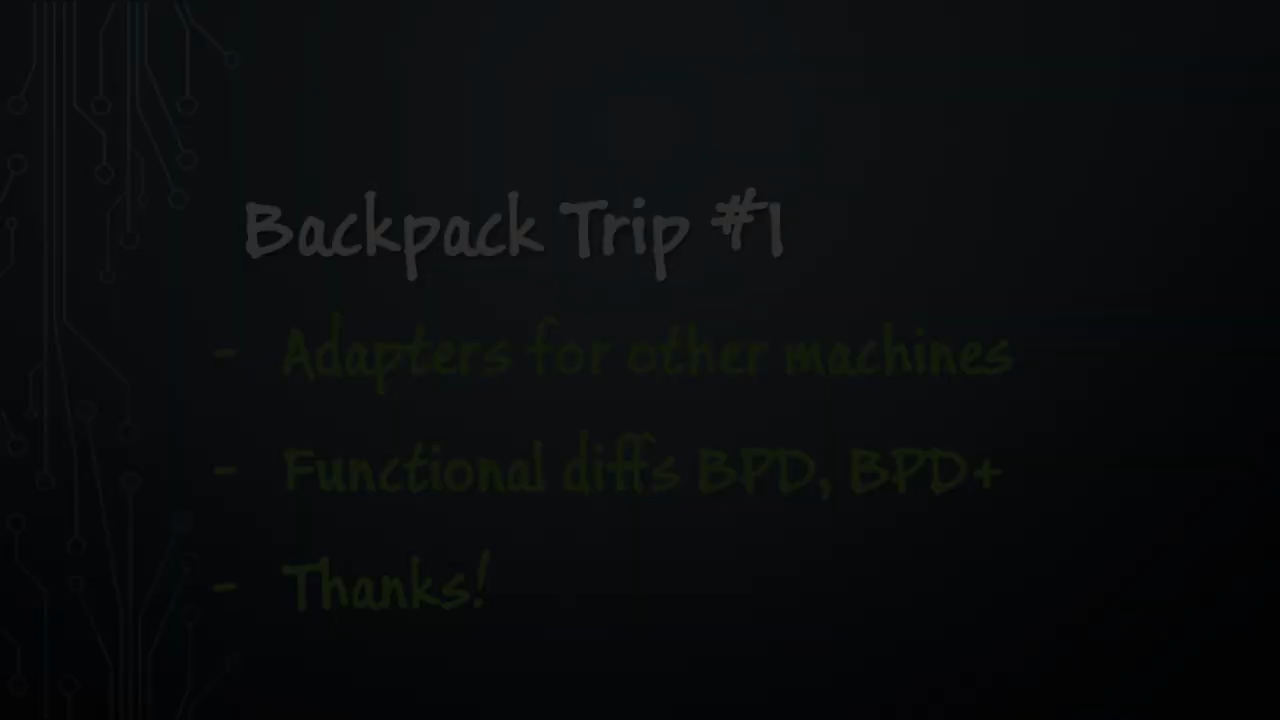 Backpack Trip #1
- Adapters for other machines
- Functional diffs BPD, BPD+
- Thanks!